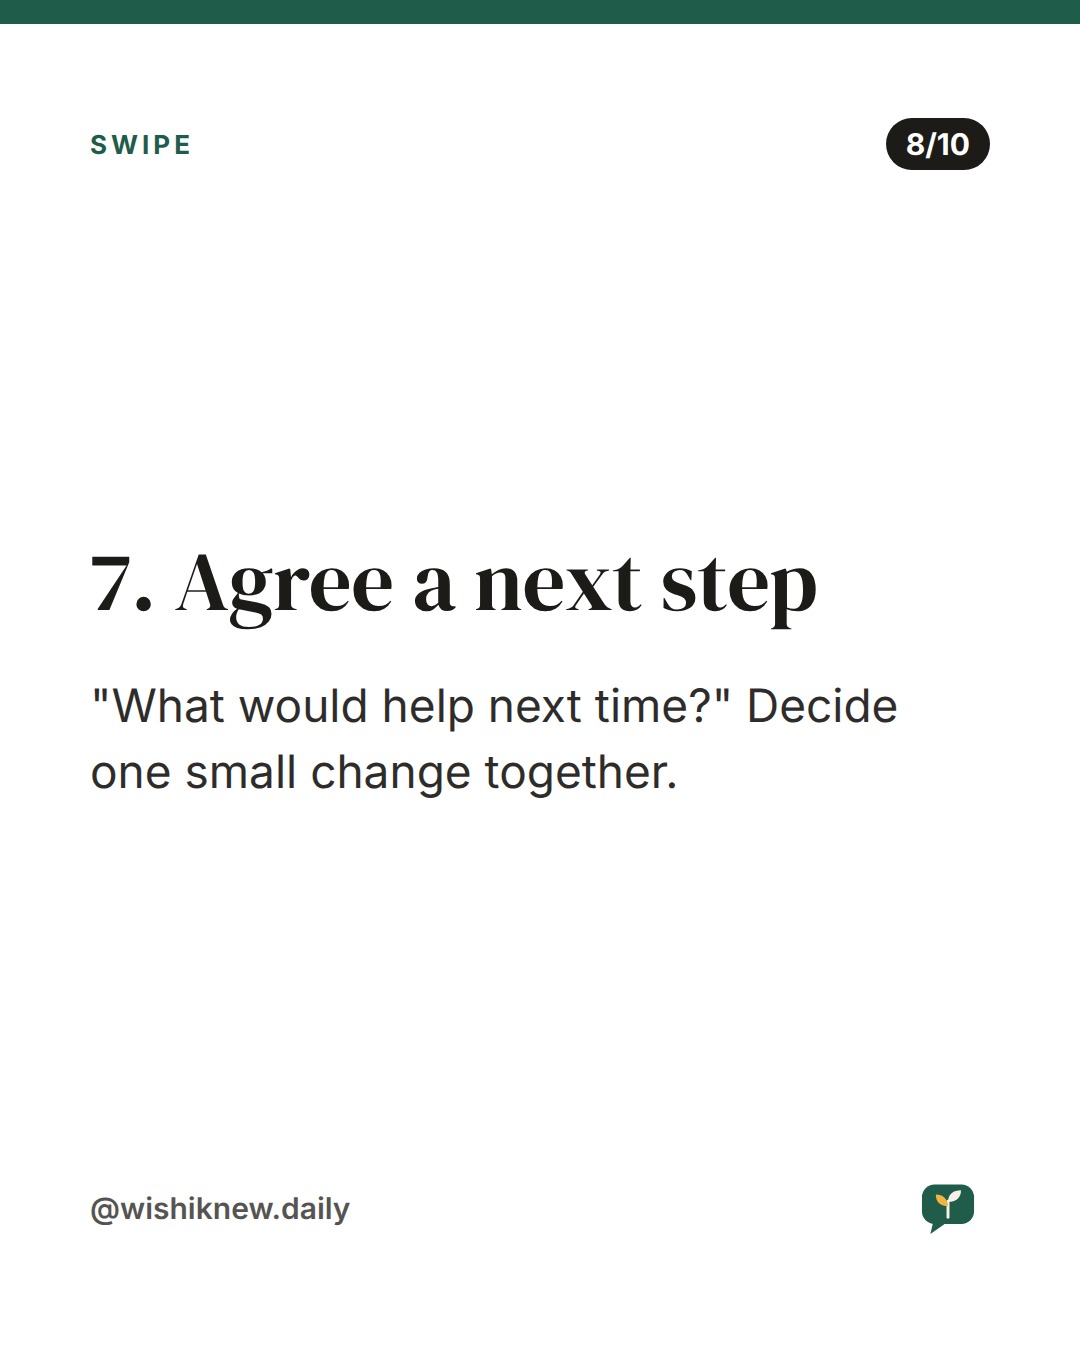 SWIPE
8/10
7. Agree a next step
"What would help next time?" Decide
one small change together.
@wishiknew.daily